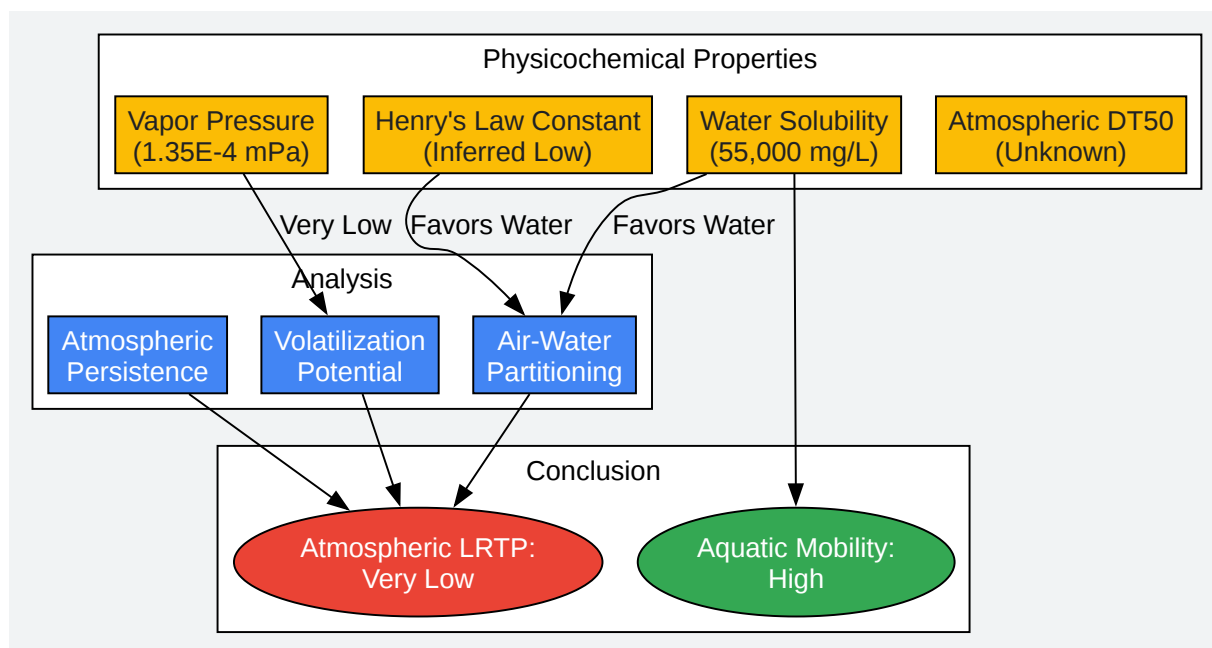 Physicochemical Properties
Vapor Pressure
(1.35E-4 mPa)
Henry's Law Constant
(Inferred Low)
Water Solubility
(55,000 mg/L)
Atmospheric DT50
(Unknown)
Very Low
Favors Water
Favors Water
Analysis
Atmospheric
Persistence
Volatilization
Potential
Air-Water
Partitioning
Conclusion
Atmospheric LRTP:
Very Low
Aquatic Mobility:
High